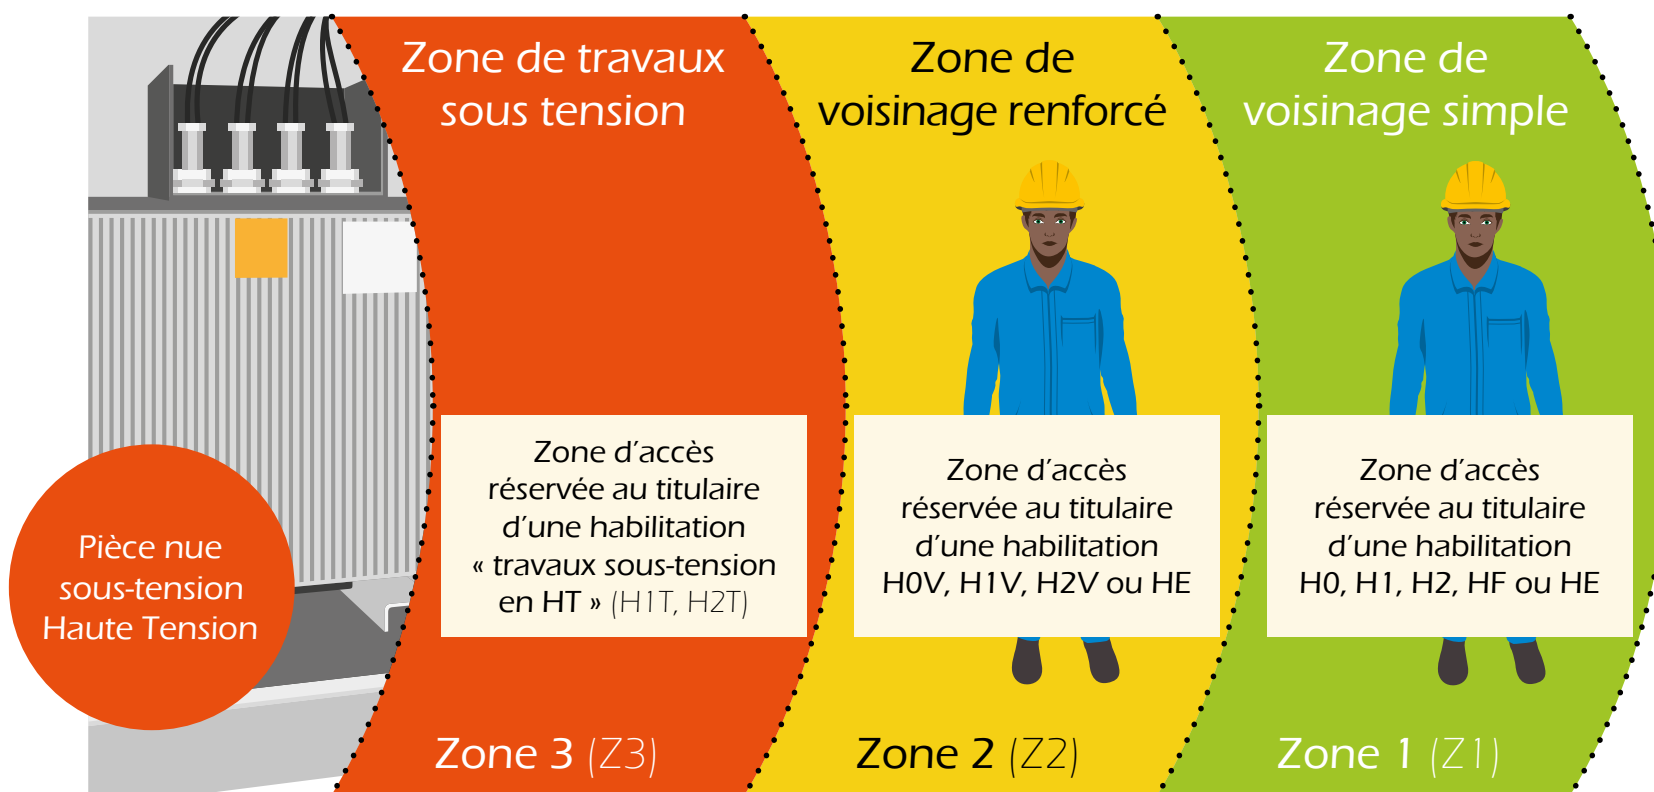 Zone de travaux
sous tension
Zone de
voisinage renforcé
Zone de
voisinage simple
Pièce nue
sous-tension
Haute Tension
Zone d’accès
réservée au titulaire
d’une habilitation
« travaux sous-tension
en HT » (H1T, H2T)
Zone d’accès
réservée au titulaire
d’une habilitation
H0V, H1V, H2V ou HE
Zone d’accès
réservée au titulaire
d’une habilitation
H0, H1, H2, HF ou HE
Zone 3 (Z3)
Zone 2 (Z2)
Zone 1 (Z1)